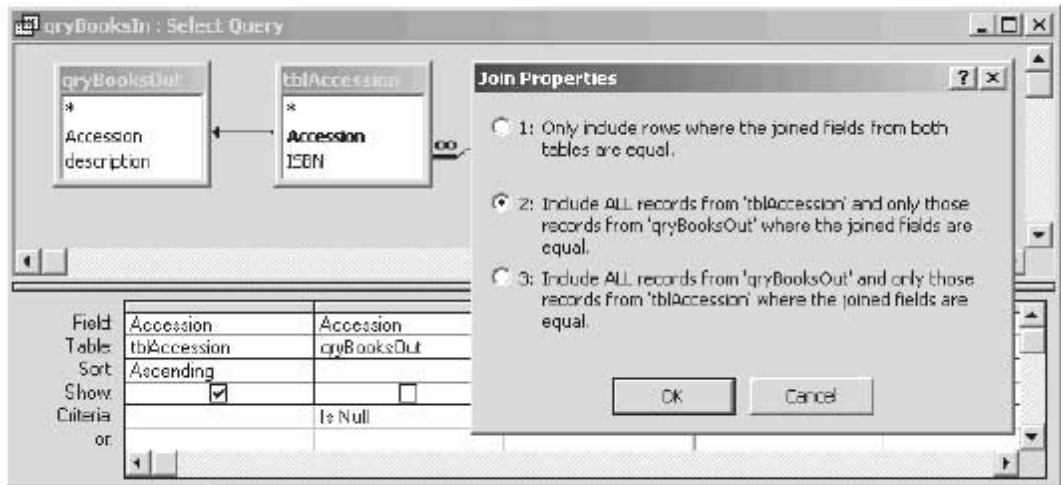 qryBooksIn : Select Query
qryBooksOut
*
Accession
description
tblAccession
*
Accession
ISBN
∞
Join Properties
1: Only include rows where the joined fields from both
tables are equal.
2: Include ALL records from 'tblAccession' and only those
records from 'qryBooksOut' where the joined fields are
equal.
3: Include ALL records from 'qryBooksOut' and only those
records from 'tblAccession' where the joined fields are
equal.
OK
Cancel
Field: Accession Accession
Table: tblAccession qryBooksOut
Sort: Ascending
Show:
Criteria: Is Null
or: